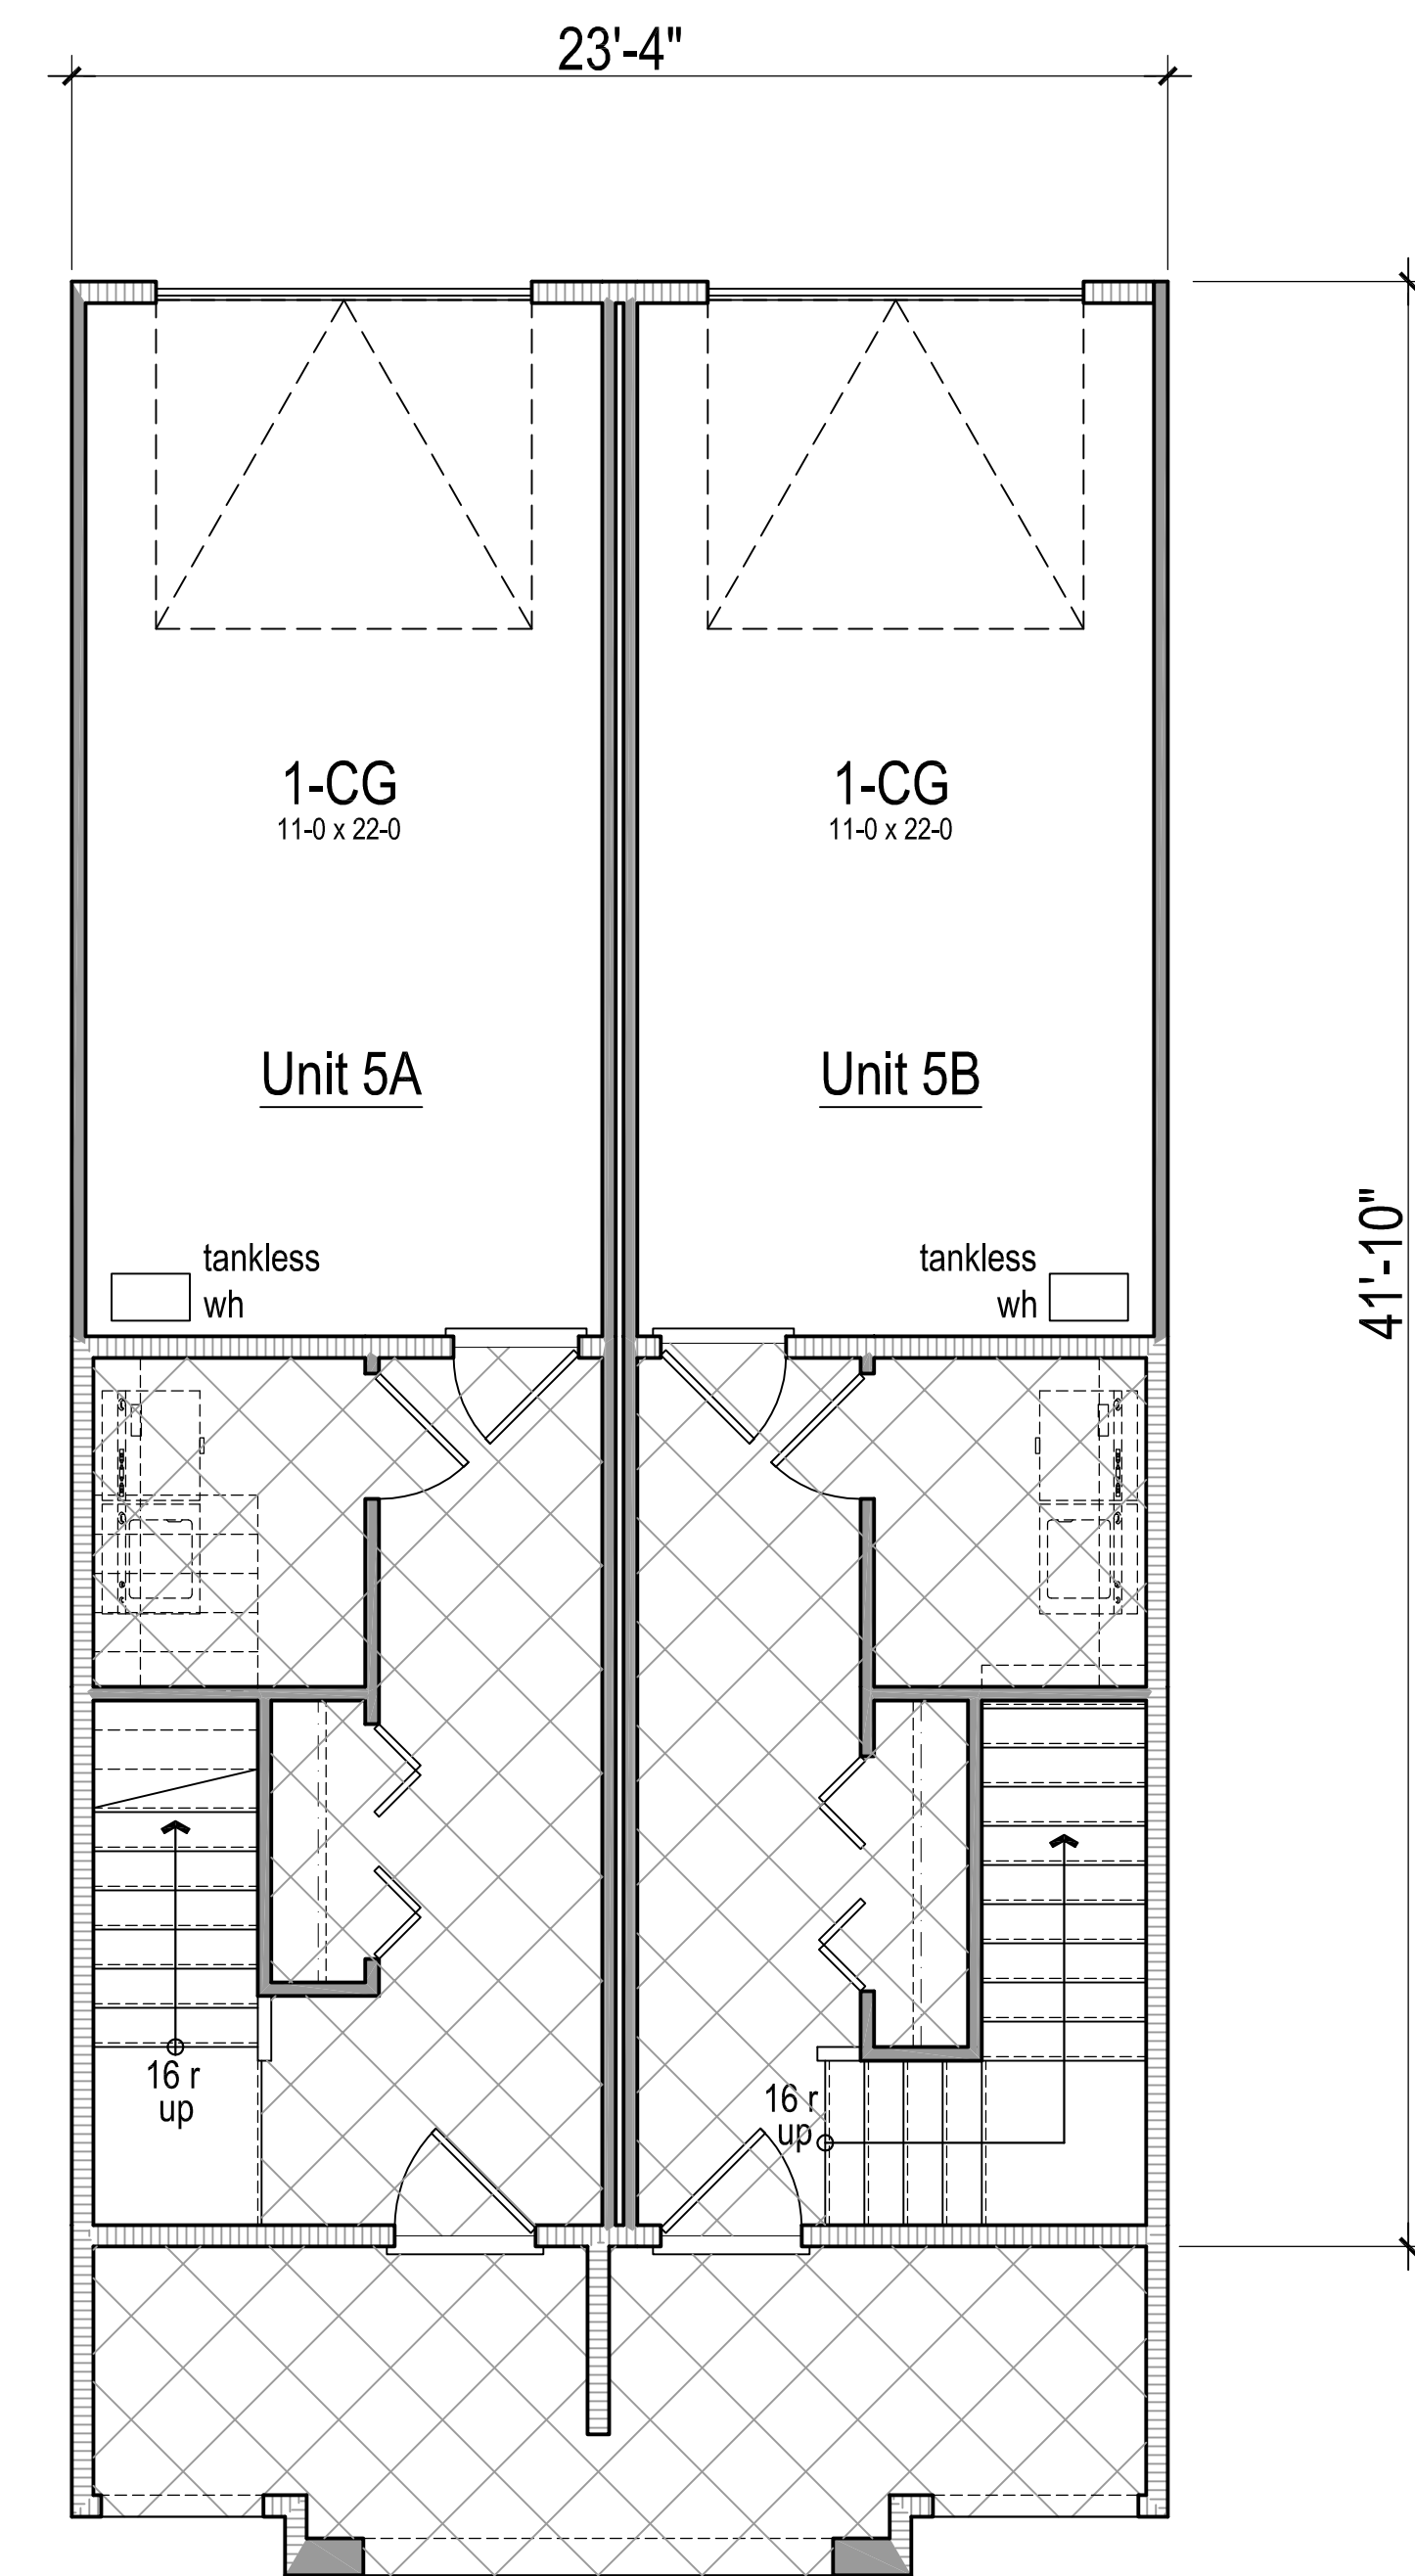 23'-4"
1-CG
11-0 x 22-0
1-CG
11-0 x 22-0
Unit 5A
Unit 5B
41'-10"
tankless
wh
tankless
wh
16 r
up
16 r
up